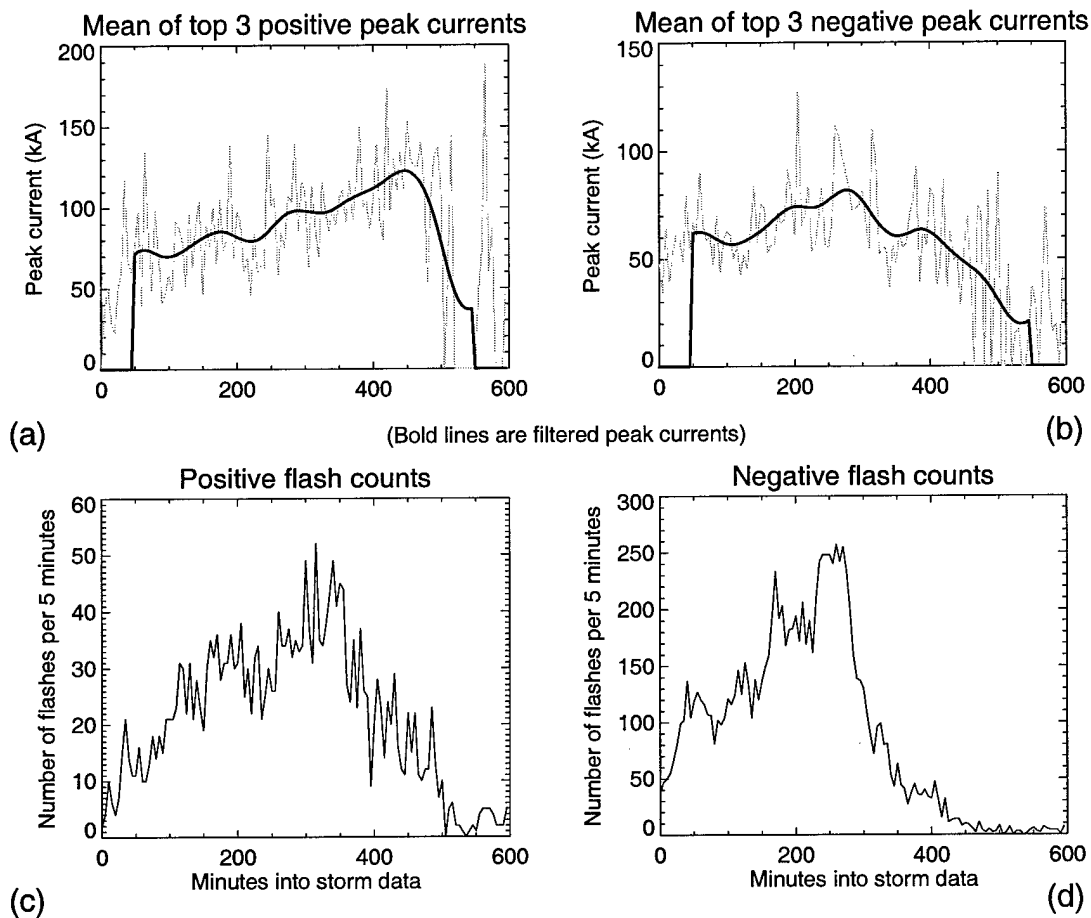 Mean of top 3 positive peak currents
Mean of top 3 negative peak currents
200
150
100
50
0
Peak current (kA)
0 200 400 600
150
100
50
0
Peak current (kA)
0 200 400 600
(a)
(Bold lines are filtered peak currents)
(b)
Positive flash counts
Negative flash counts
60
50
40
30
20
10
0
Number of flashes per 5 minutes
0 200 400 600
Minutes into storm data
300
250
200
150
100
50
0
Number of flashes per 5 minutes
0 200 400 600
Minutes into storm data
(c)
(d)